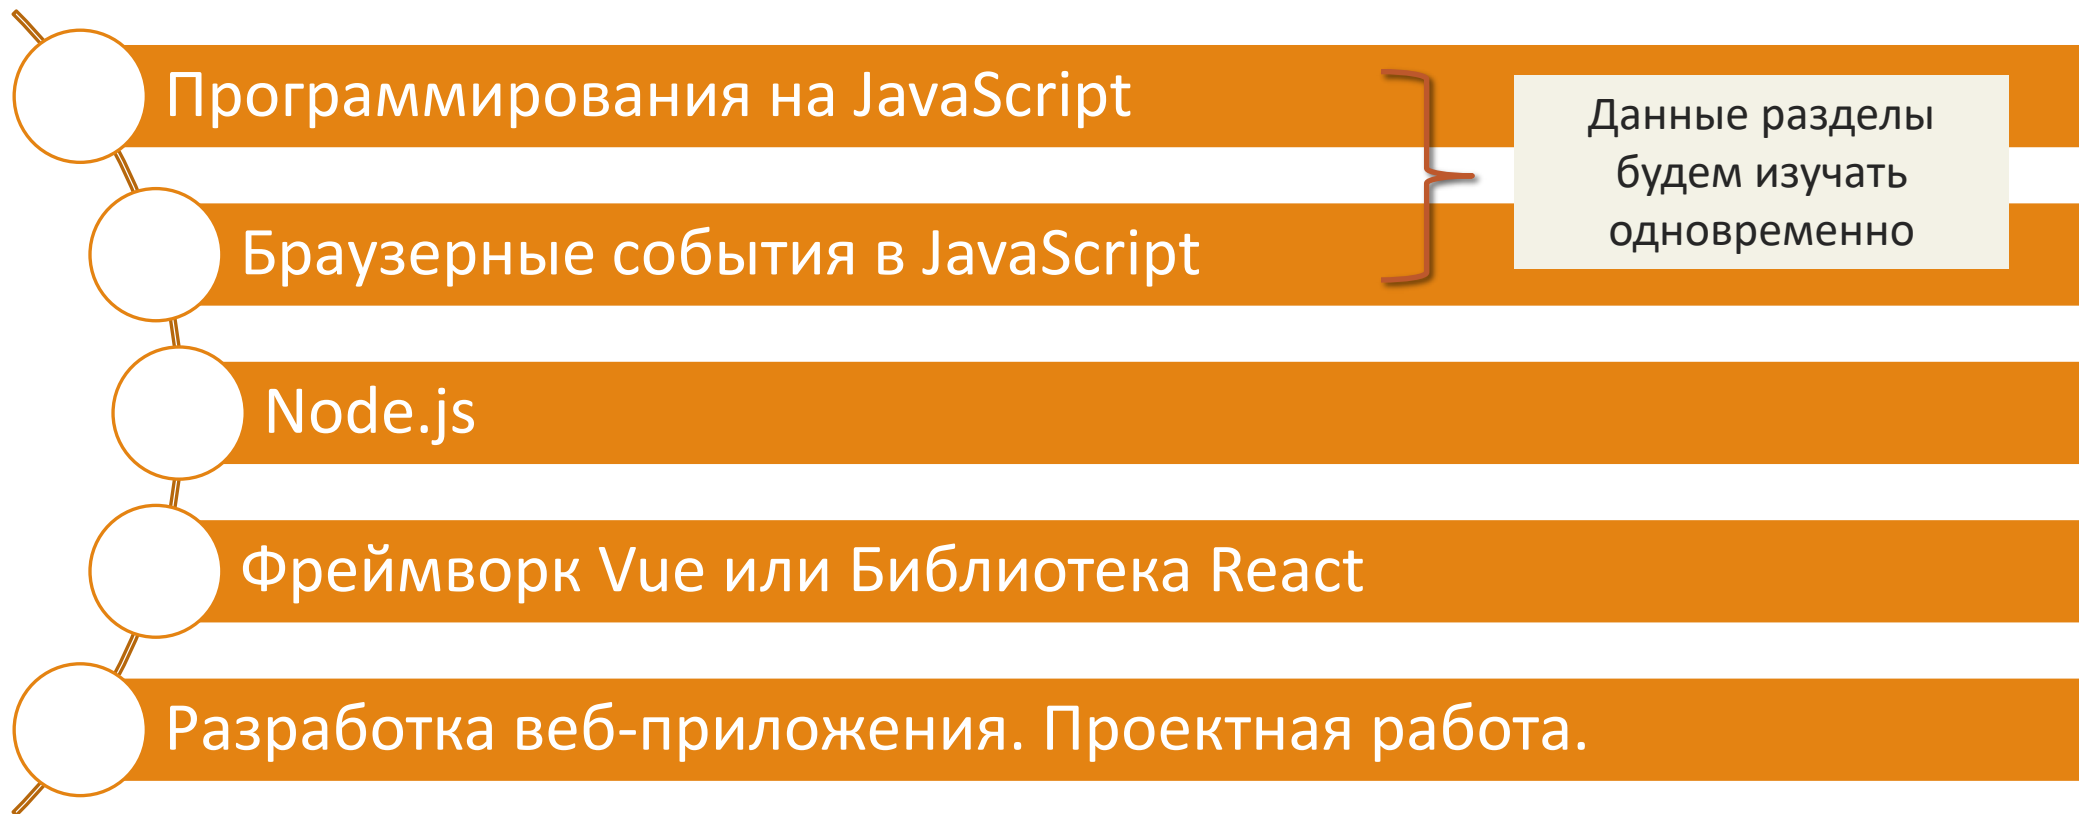 Программирования на JavaScript
Данные разделы
будем изучать
одновременно
Браузерные события в JavaScript
Node.js
Фреймворк Vue или Библиотека React
Разработка веб-приложения. Проектная работа.